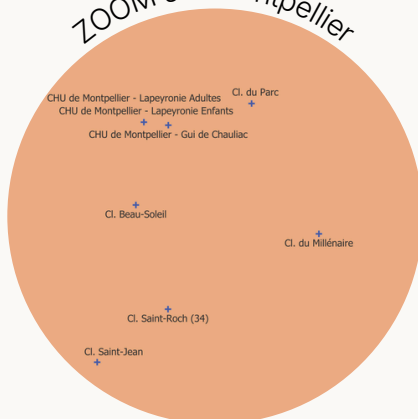 ZOOM
Cl. du Parc
CHU de Montpellier - Lapeyronie Adultes
CHU de Montpellier - Lapeyronie Enfants
CHU de Montpellier - Gui de Chauliac
Cl. Beau-Soleil
Cl. du Millénaire
Cl. Saint-Roch (34)
Cl. Saint-Jean